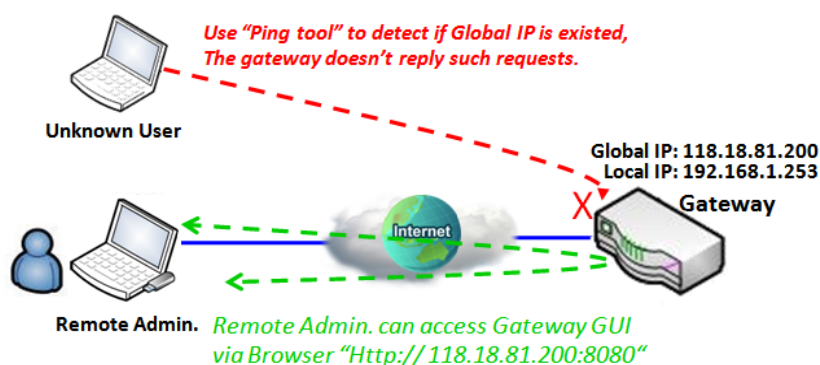 Use “Ping tool” to detect if Global IP is existed,
The gateway doesn’t reply such requests.
Unknown User
Global IP: 118.18.81.200
Local IP: 192.168.1.253
X
Gateway
Internet
Remote Admin.
Remote Admin. can access Gateway GUI
via Browser “Http:// 118.18.81.200:8080“